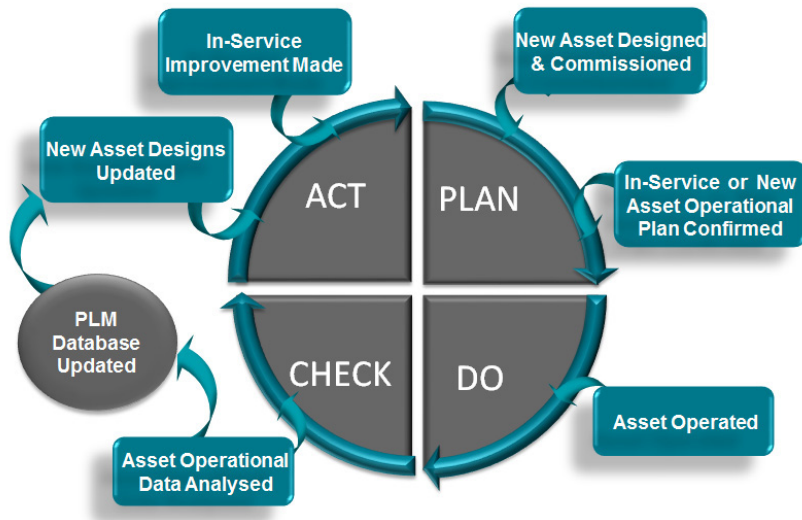 In-Service
Improvement Made
New Asset Designed
& Commissioned
New Asset Designs
Updated
ACT
PLAN
In-Service or New
Asset Operational
Plan Confirmed
PLM
Database
Updated
CHECK
DO
Asset Operated
Asset Operational
Data Analysed